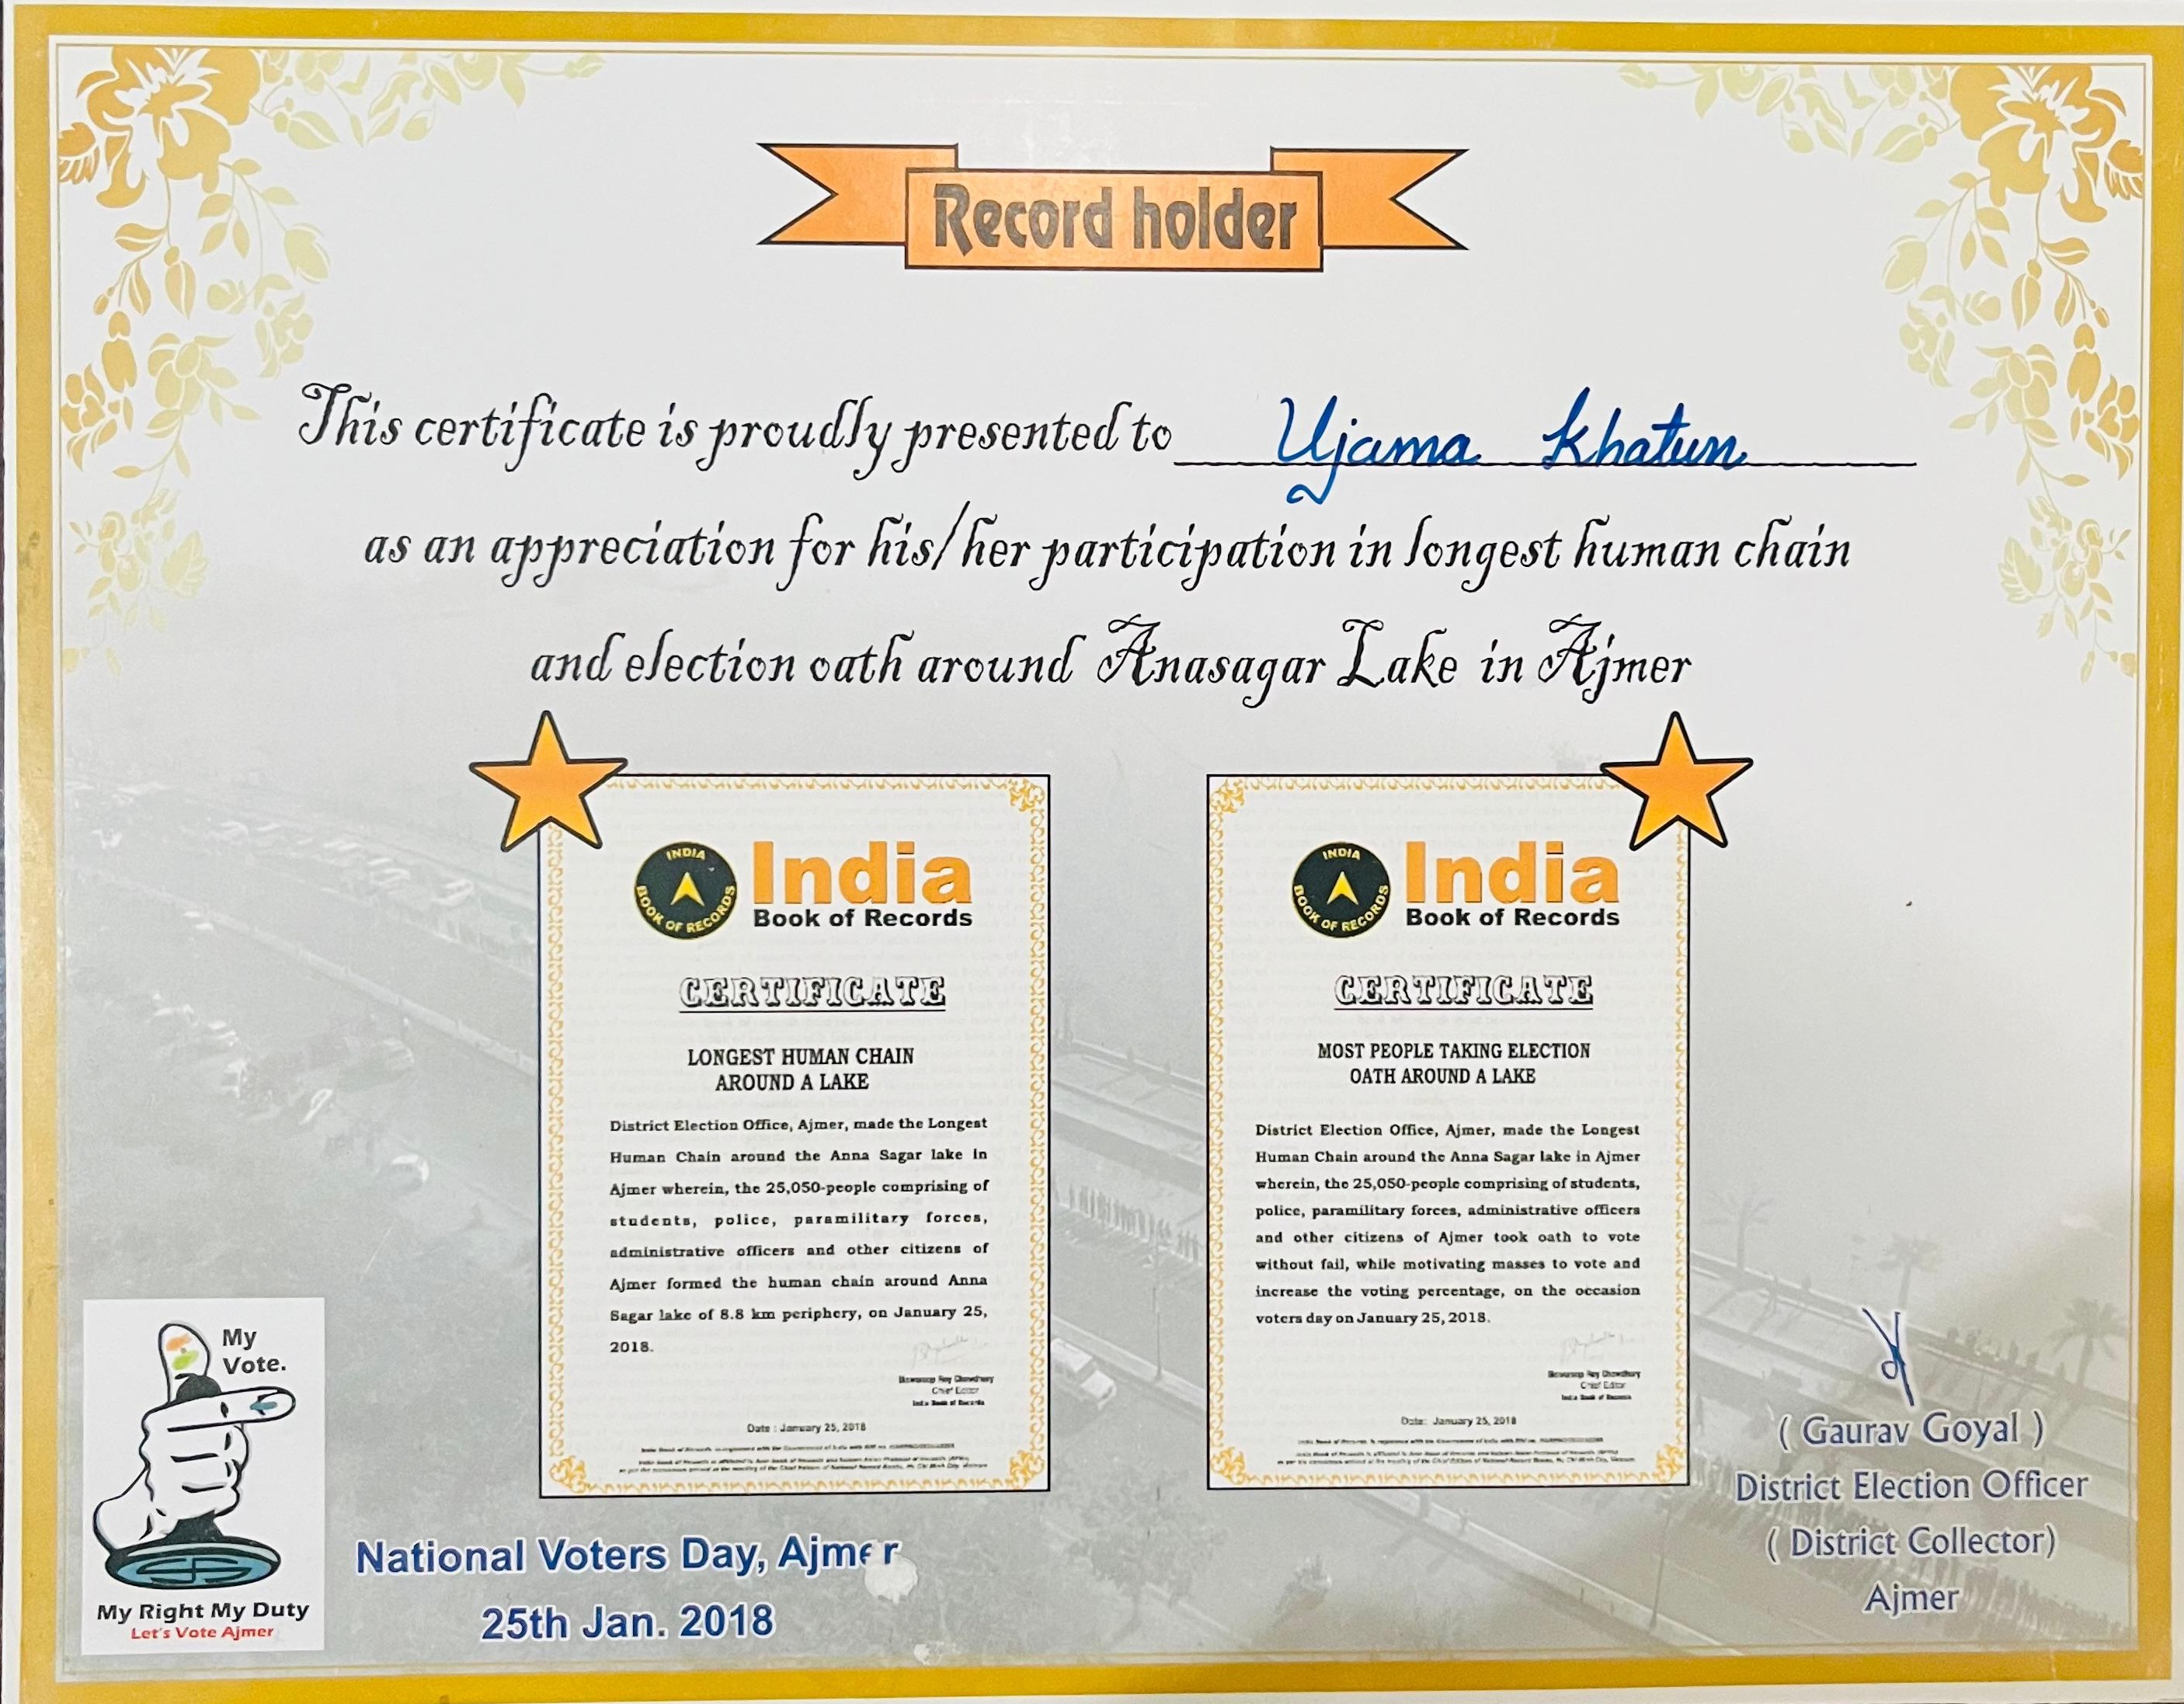 Record holder
This certificate is proudly presented to Ujama Khatun
as an appreciation for his/her participation in longest human chain
and election oath around Anasagar Lake in Ajmer
INDIA
BOOK OF RECORDS
India
Book of Records
CERTIFICATE
LONGEST HUMAN CHAIN
AROUND A LAKE
District Election Office, Ajmer, made the Longest
Human Chain around the Anna Sagar lake in
Ajmer wherein, the 25,050-people comprising of
students, police, paramilitary forces,
administrative officers and other citizens of
Ajmer formed the human chain around Anna
Sagar lake of 8.8 km periphery, on January 25,
2018.
Biswaroop Roy Chowdhury
Chief Editor
India Book of Records
Date : January 25, 2018
INDIA
BOOK OF RECORDS
India
Book of Records
CERTIFICATE
MOST PEOPLE TAKING ELECTION
OATH AROUND A LAKE
District Election Office, Ajmer, made the Longest
Human Chain around the Anna Sagar lake in Ajmer
wherein, the 25,050-people comprising of students,
police, paramilitary forces, administrative officers
and other citizens of Ajmer took oath to vote
without fail, while motivating masses to vote and
increase the voting percentage, on the occasion
voters day on January 25, 2018.
Biswaroop Roy Chowdhury
Chief Editor
India Book of Records
Date: January 25, 2018
My
Vote.
My Right My Duty
Let's Vote Ajmer
National Voters Day, Ajmer
25th Jan. 2018
( Gaurav Goyal )
District Election Officer
( District Collector)
Ajmer